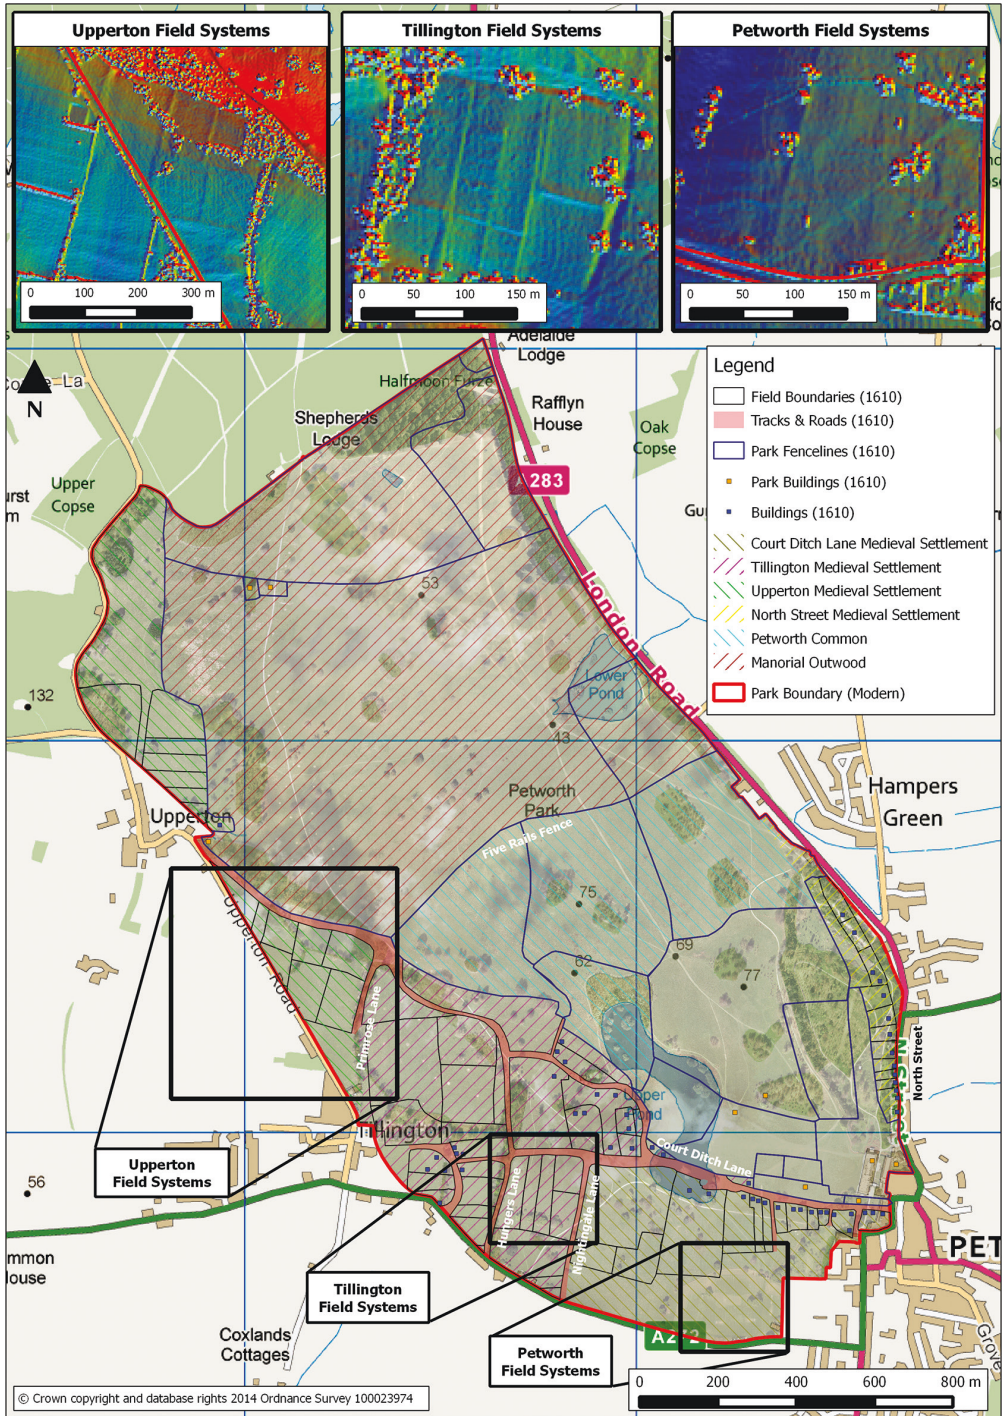 Upperton Field Systems
Tillington Field Systems
Petworth Field Systems
0 100 200 300 m
0 50 100 150 m
0 50 100 150 m
Adelaide
Lodge
N
Halfmoon Furze
Shepherds
Lodge
Rafflyn
House
Oak
Copse
A283
Upper
Copse
Legend
Field Boundaries (1610)
Tracks & Roads (1610)
Park Fencelines (1610)
Park Buildings (1610)
Buildings (1610)
Court Ditch Lane Medieval Settlement
Tillington Medieval Settlement
Upperton Medieval Settlement
North Street Medieval Settlement
Petworth Common
Manorial Outwood
Park Boundary (Modern)
53
London Road
Lower
Pond
132
43
Petworth
Park
Hampers
Green
Upperton
Five Rails Fence
75
69
62
77
Upperton Road
Primrose Lane
North Street
Upper
Pond
Tillington
Court Ditch Lane
Upperton
Field Systems
56
Hungers Lane
Nightingale Lane
PET
mmon
House
Tillington
Field Systems
Coxlands
Cottages
A272
Petworth
Field Systems
Grove
0 200 400 600 800 m
© Crown copyright and database rights 2014 Ordnance Survey 100023974